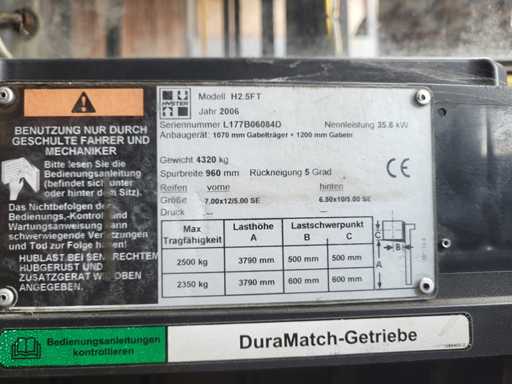 HYSTER
Modell H2.5FT
Jahr 2006
Seriennummer L177B06084D Nennleistung 35.6 kW
Anbaugerät: 1070 mm Gabelträger + 1200 mm Gabeln
Gewicht 4320 kg
Spurbreite 960 mm Rückneigung 5 Grad
Reifen vorne hinten
Größe 7.00x12/5.00 SE 6.50x10/5.00 SE
Druck --- ---
Max Tragfähigkeit Lasthöhe A Lastschwerpunkt B C
2500 kg 3790 mm 500 mm 500 mm
2350 kg 3790 mm 600 mm 600 mm
CE
C
B
A
BENUTZUNG NUR DURCH
GESCHULTE FAHRER UND
MECHANIKER
Bitte lesen Sie die
Bedienungsanleitung
(befindet sich unter
oder hinter dem Sitz).
Das Nichtbefolgen der
Bedienungs,-Kontroll und
Wartungsanweisung kann
schwerwiegende Verletzungen
und Tod zur Folge haben!
HUBLAST BEI SENKRECHTEM
HUBGERUST UND
ZUSATZGERAT WIE OBEN
ANGEGEBEN.
Bedienungsanleitungen
kontrollieren
DuraMatch-Getriebe